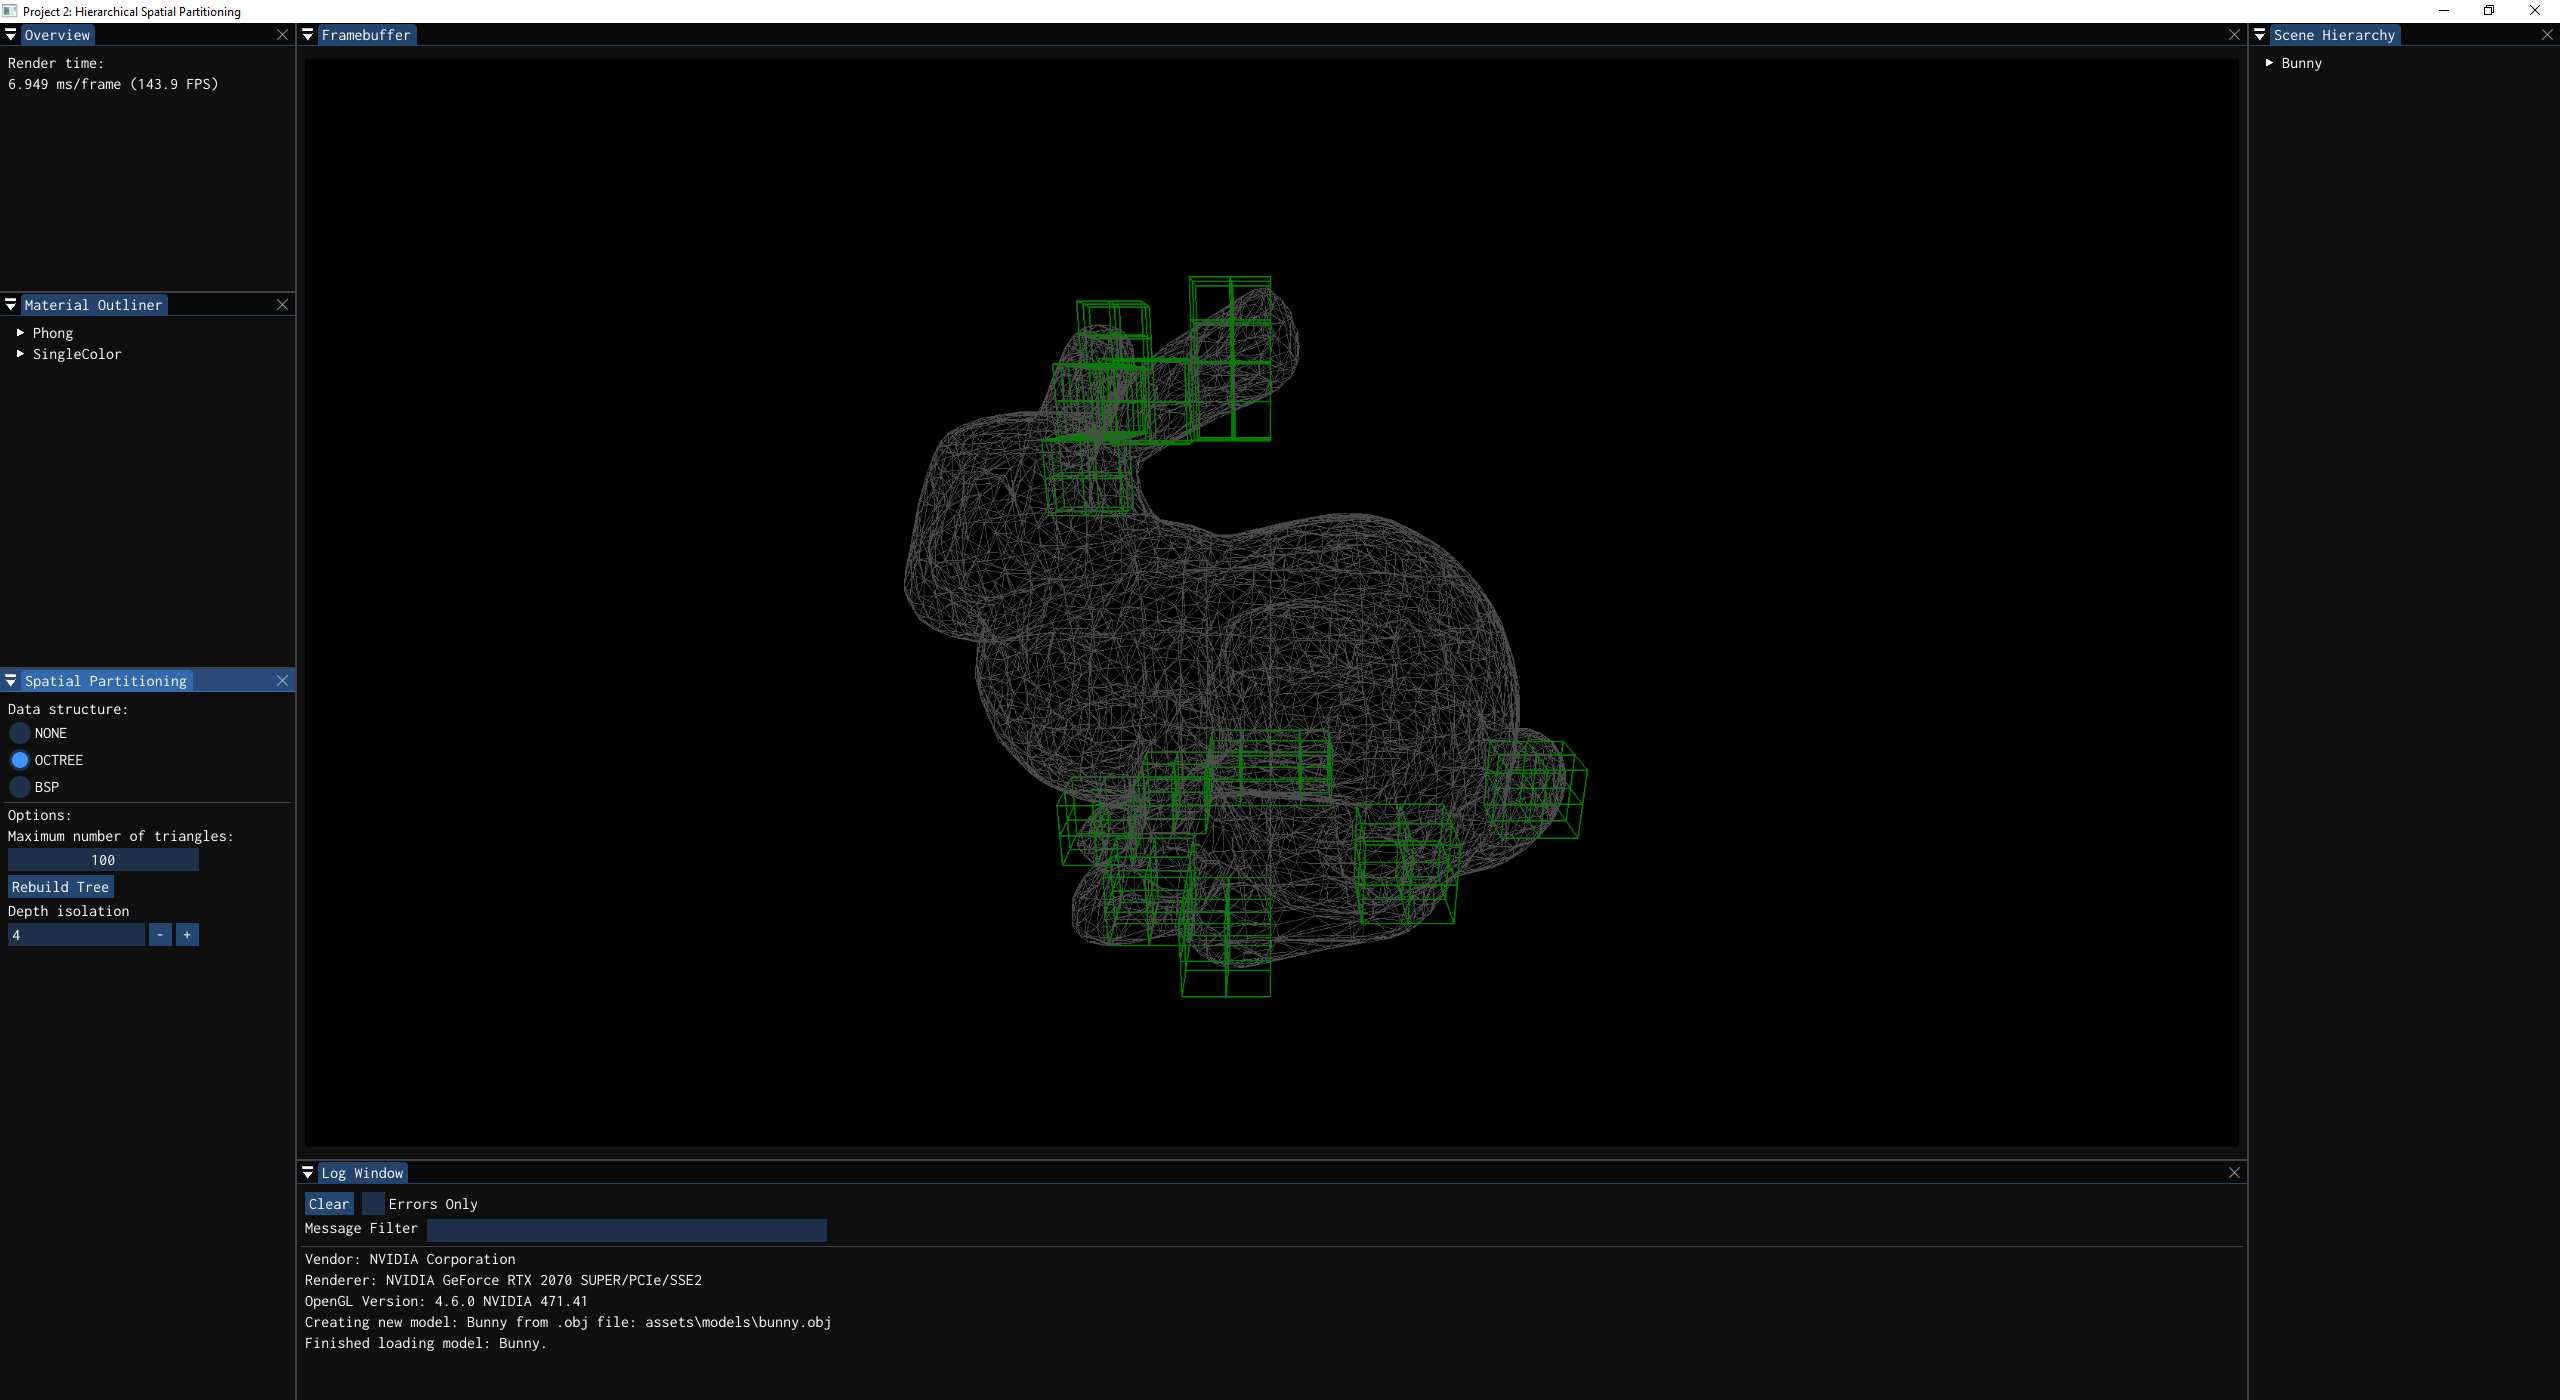 Project 2: Hierarchical Spatial Partitioning
Overview
Render time:
6.949 ms/frame (143.9 FPS)
Material Outliner
Phong
SingleColor
Spatial Partitioning
Data structure:
NONE
OCTREE
BSP
Options:
Maximum number of triangles:
100
Rebuild Tree
Depth isolation
4 - +
Framebuffer
Log Window
Clear Errors Only
Message Filter
Vendor: NVIDIA Corporation
Renderer: NVIDIA GeForce RTX 2070 SUPER/PCIe/SSE2
OpenGL Version: 4.6.0 NVIDIA 471.41
Creating new model: Bunny from .obj file: assets\models\bunny.obj
Finished loading model: Bunny.
Scene Hierarchy
Bunny